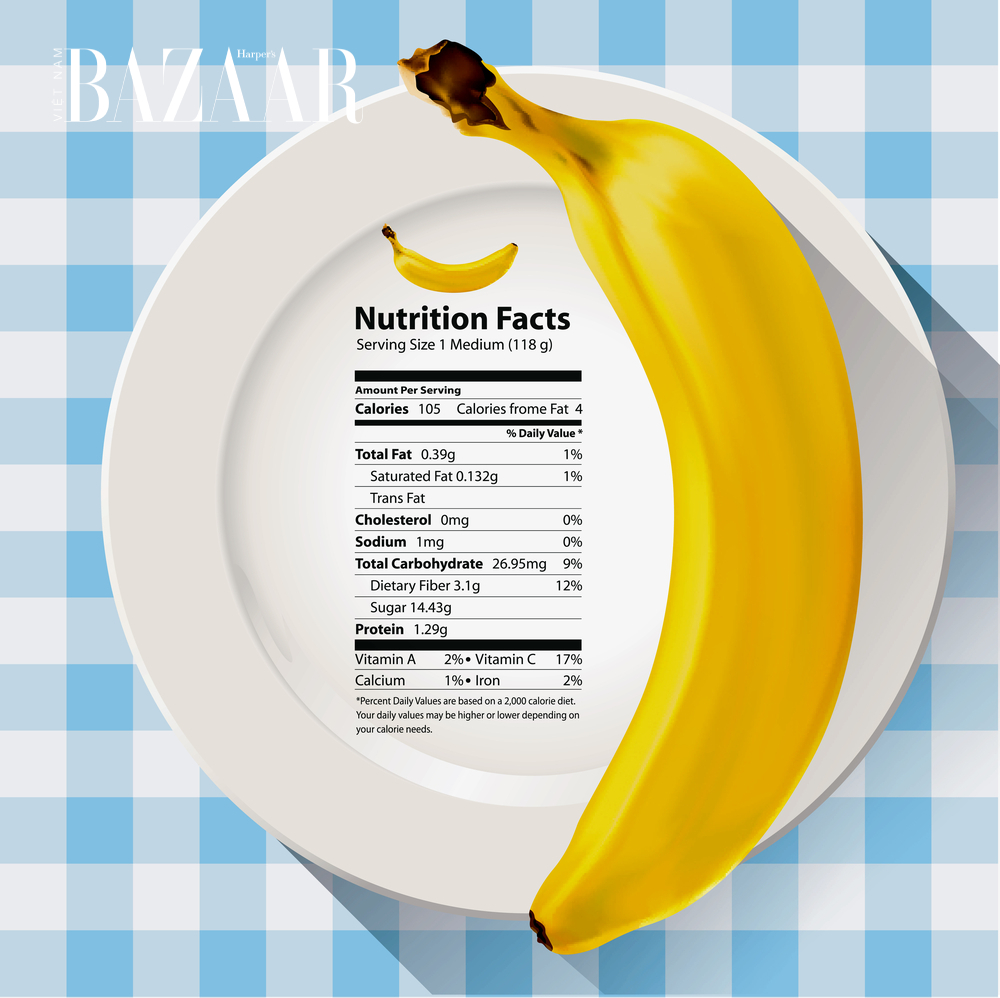 VIỆT NAM
Harper's
BAZAAR
Nutrition Facts
Serving Size 1 Medium (118 g)
Amount Per Serving
Calories 105 Calories frome Fat 4
% Daily Value *
Total Fat 0.39g 1%
Saturated Fat 0.132g 1%
Trans Fat
Cholesterol 0mg 0%
Sodium 1mg 0%
Total Carbohydrate 26.95mg 9%
Dietary Fiber 3.1g 12%
Sugar 14.43g
Protein 1.29g
Vitamin A 2% • Vitamin C 17%
Calcium 1% • Iron 2%
*Percent Daily Values are based on a 2,000 calorie diet.
Your daily values may be higher or lower depending on
your calorie needs.